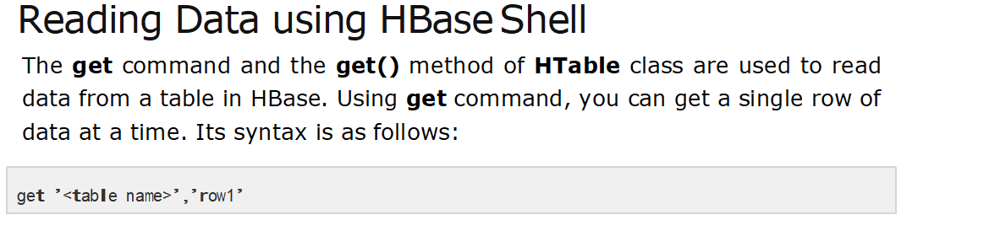 Reading Data using HBase Shell
The get command and the get() method of HTable class are used to read
data from a table in HBase. Using get command, you can get a single row of
data at a time. Its syntax is as follows:
get ’<table name>’,’row1’